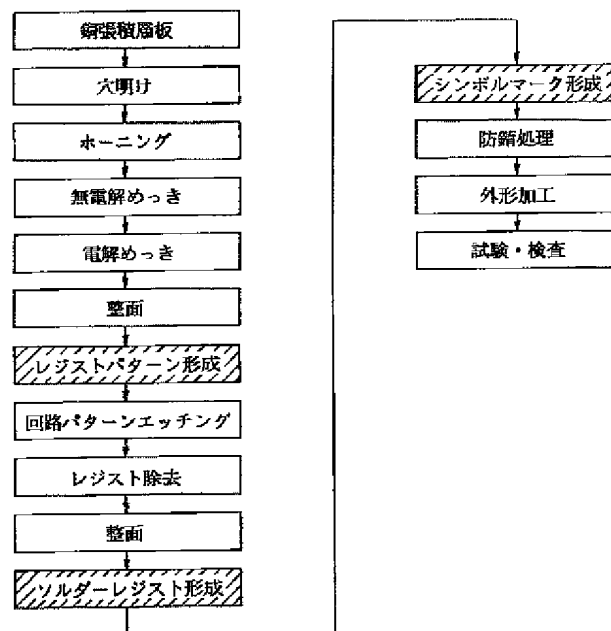 銅張積層板
穴明け
ホーニング
無電解めっき
電解めっき
整面
レジストパターン形成
回路パターンエッチング
レジスト除去
整面
ソルダーレジスト形成
シンボルマーク形成
防錆処理
外形加工
試験・検査